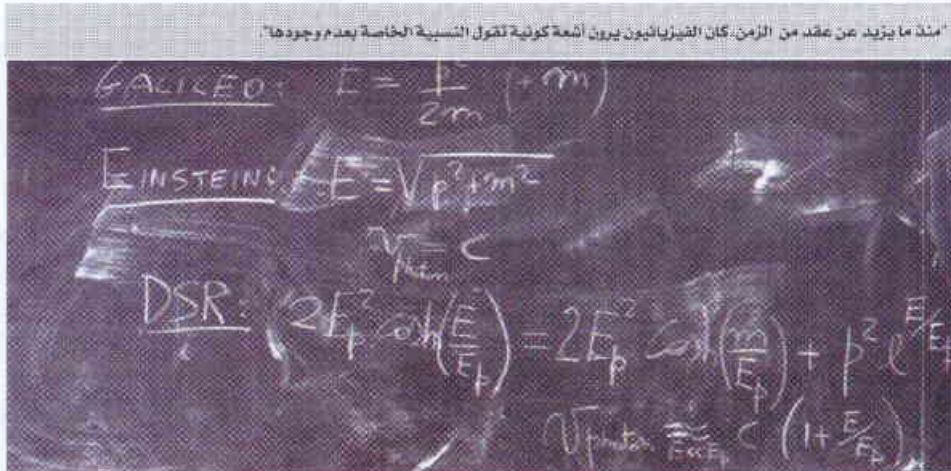 "منذ ما يزيد عن عقد من الزمن، كان الفيزيائيون يرون أشعة كونية تقول النسبية الخاصة بعدم وجودها".
GALILEO: E = p²/2m (+m)
EINSTEIN: E = √p²+m²
= c
DSR: 2E_p² cosh(E/E_p) = 2E_p² cosh(m/E_p) + p² e^E/E_p
v_photon ≈ E≪E_p c (1 + E/E_p)